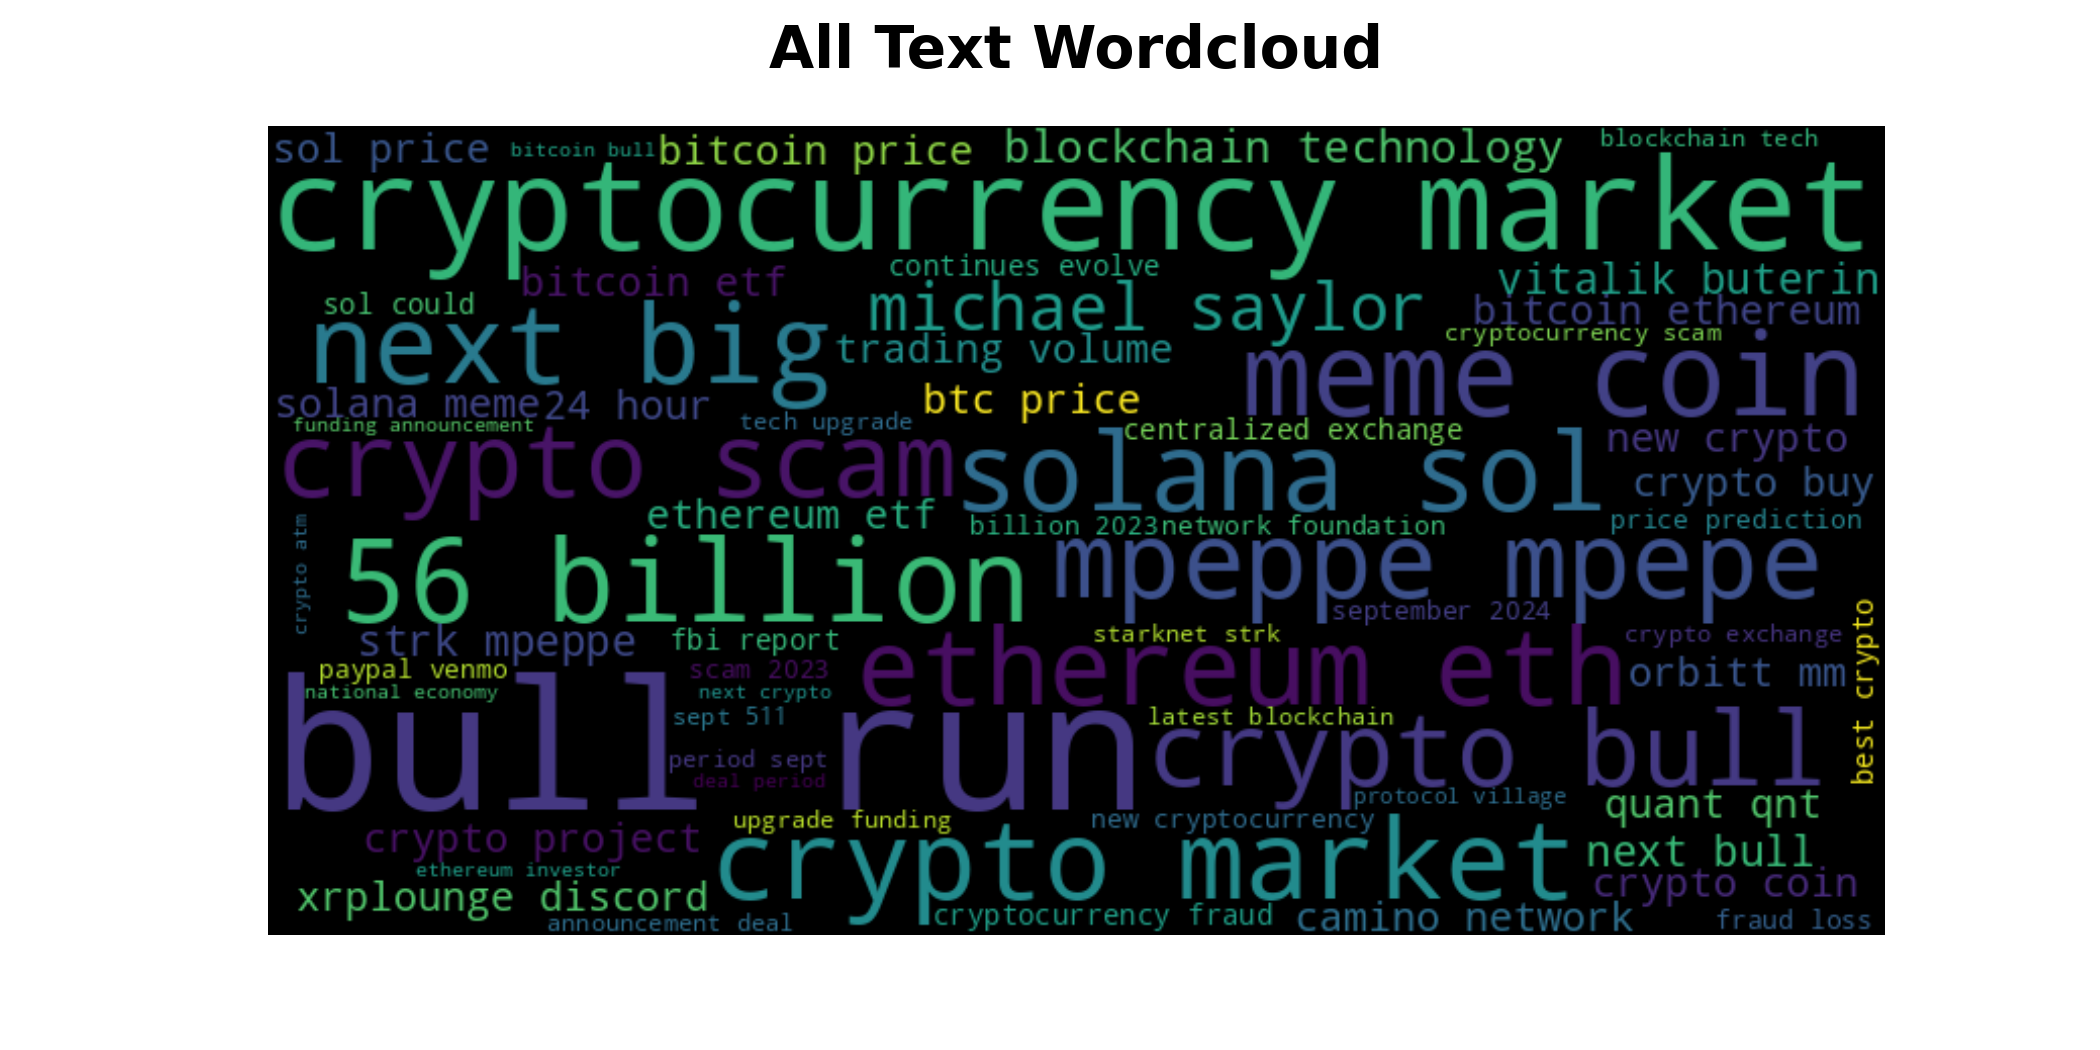 All Text Wordcloud
sol price
bitcoin bull
bitcoin price
blockchain technology
blockchain tech
cryptocurrency market
bitcoin etf
continues evolve
vitalik buterin
sol could
michael saylor
bitcoin ethereum
next big
trading volume
cryptocurrency scam
meme coin
solana meme
24 hour
btc price
funding announcement
tech upgrade
centralized exchange
new crypto
crypto scam
solana sol
crypto buy
ethereum etf
billion 2023
network foundation
price prediction
crypto atm
56 billion
mpeppe mpepe
september 2024
strk mpeppe
fbi report
starknet strk
crypto exchange
paypal venmo
scam 2023
ethereum eth
orbitt mm
best crypto
national economy
next crypto
bull run
sept 511
latest blockchain
crypto bull
period sept
deal period
protocol village
quant qnt
crypto project
upgrade funding
new cryptocurrency
crypto market
next bull
ethereum investor
crypto coin
xrplounge discord
announcement deal
cryptocurrency fraud
camino network
fraud loss